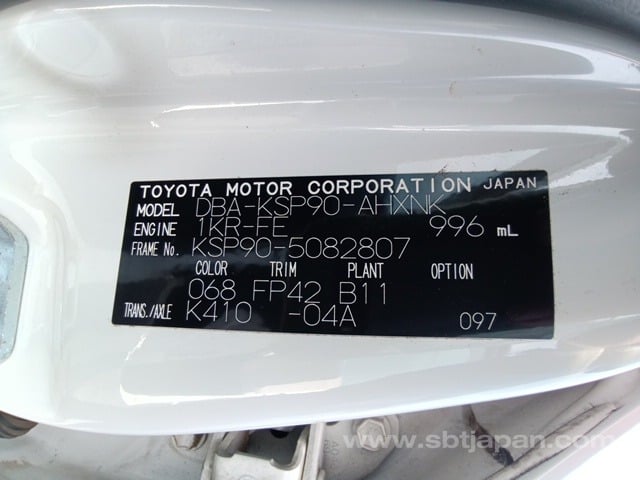 TOYOTA MOTOR CORPORATION JAPAN
MODEL DBA-KSP90-AHXNK
ENGINE 1KR-FE 996 mL
FRAME No. KSP90-5082807
COLOR TRIM PLANT OPTION
068 FP42 B11
TRANS./AXLE K410 -04A 097
www.sbtjapan.com